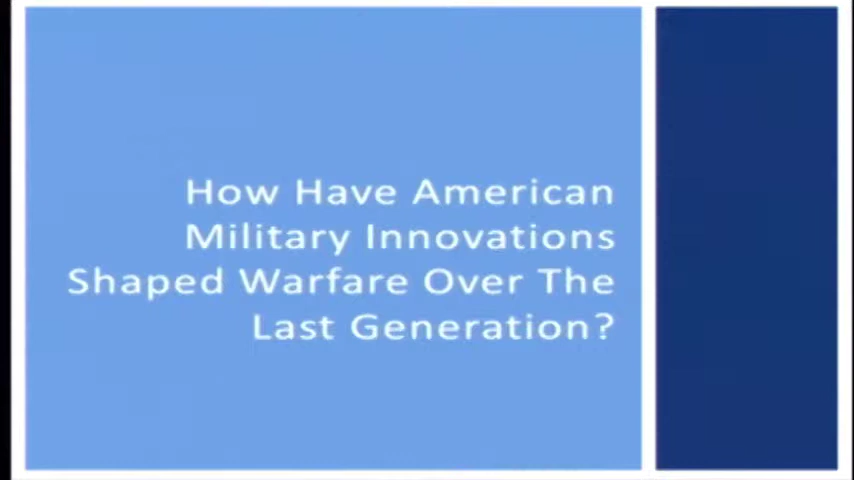 How Have American
Military Innovations
Shaped Warfare Over The
Last Generation?